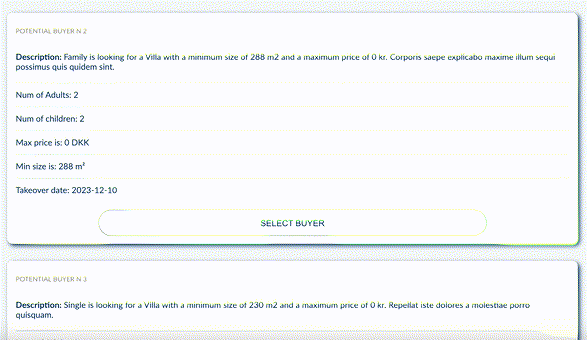 POTENTIAL BUYER N 2
Description: Family is looking for a Villa with a minimum size of 288 m2 and a maximum price of 0 kr. Corporis saepe explicabo maxime illum sequi
possimus quis quidem sint.
Num of Adults: 2
Num of children: 2
Max price is: 0 DKK
Min size is: 288 m²
Takeover date: 2023-12-10
SELECT BUYER
POTENTIAL BUYER N 3
Description: Single is looking for a Villa with a minimum size of 230 m2 and a maximum price of 0 kr. Repellat iste dolores a molestiae porro
quisquam.